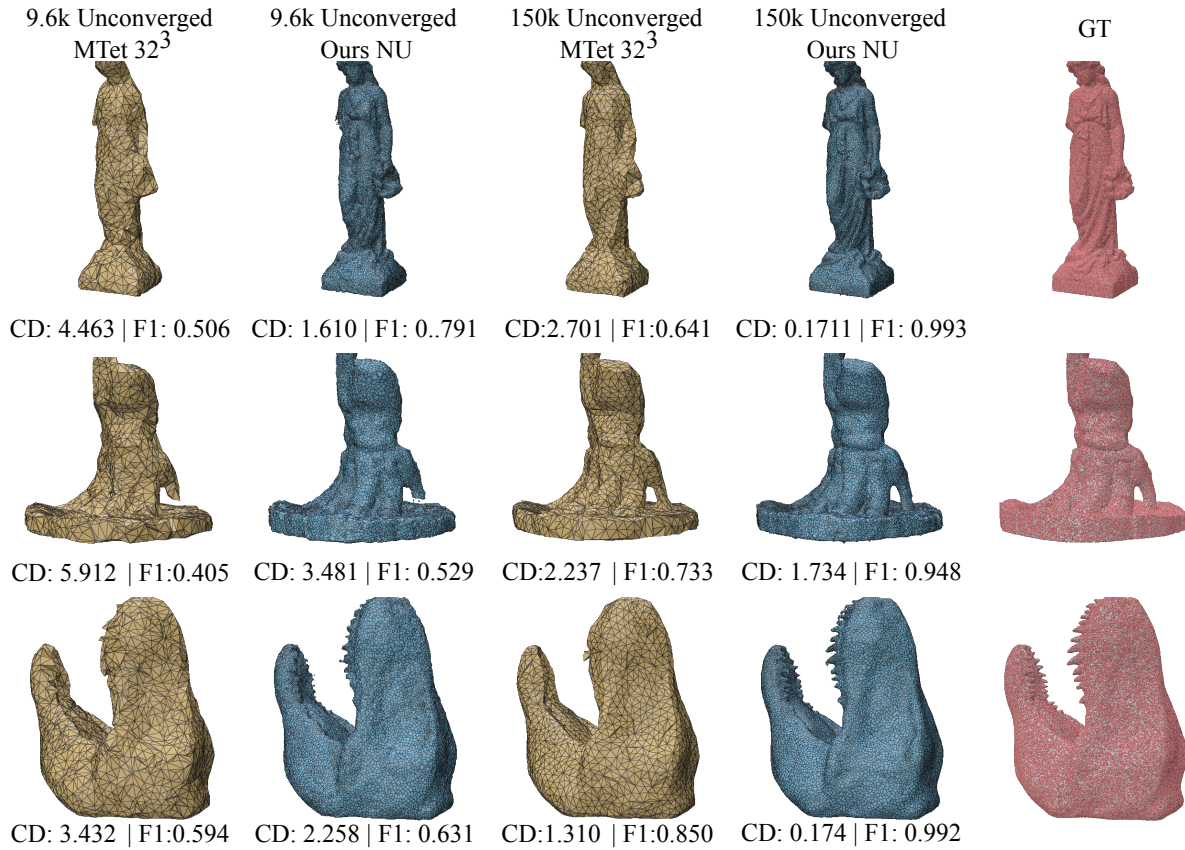 9.6k Unconverged
MTet 32³
9.6k Unconverged
Ours NU
150k Unconverged
MTet 32³
150k Unconverged
Ours NU
GT
CD: 4.463 | F1: 0.506
CD: 1.610 | F1: 0..791
CD:2.701 | F1:0.641
CD: 0.1711 | F1: 0.993
CD: 5.912 | F1:0.405
CD: 3.481 | F1: 0.529
CD:2.237 | F1:0.733
CD: 1.734 | F1: 0.948
CD: 3.432 | F1:0.594
CD: 2.258 | F1: 0.631
CD:1.310 | F1: 0.850
CD: 0.174 | F1: 0.992